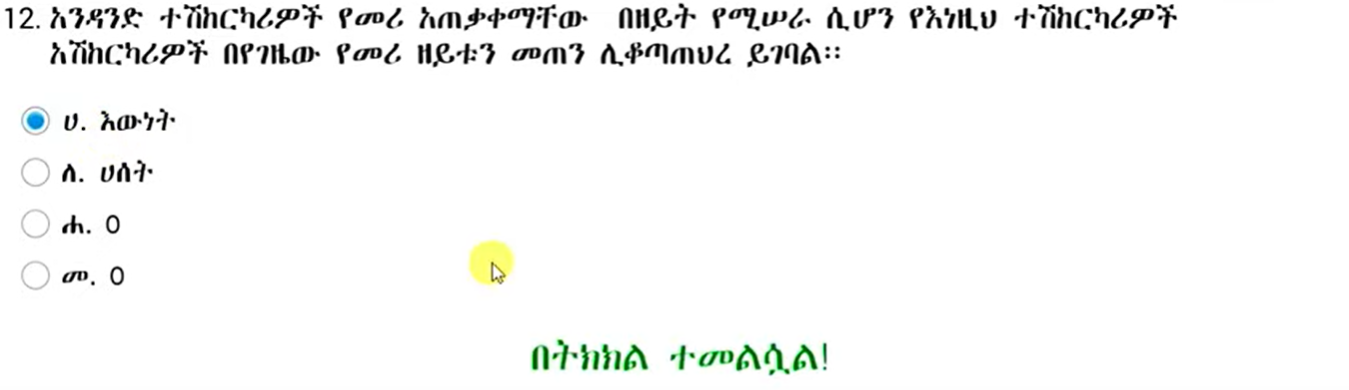 12. አንዳንድ ተሽከርካሪዎች የመሪ አጠቃቀማቸው በዘይት የሚሠራ ሲሆን የእነዚህ ተሽከርካሪዎች
አሽከርካሪዎች በየገዜው የመሪ ዘይቱን መጠን ሊቆጣጠህረ ይገባል፡፡
ሀ. እውነት
ለ. ሀሰት
ሐ. 0
መ. 0
በትክክል ተመልሷል!